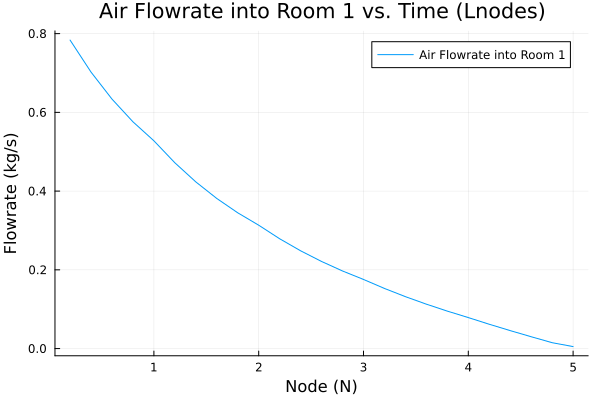 Air Flowrate into Room 1 vs. Time (Lnodes)
Air Flowrate into Room 1
Flowrate (kg/s)
0.8
0.6
0.4
0.2
0.0
1 2 3 4 5
Node (N)